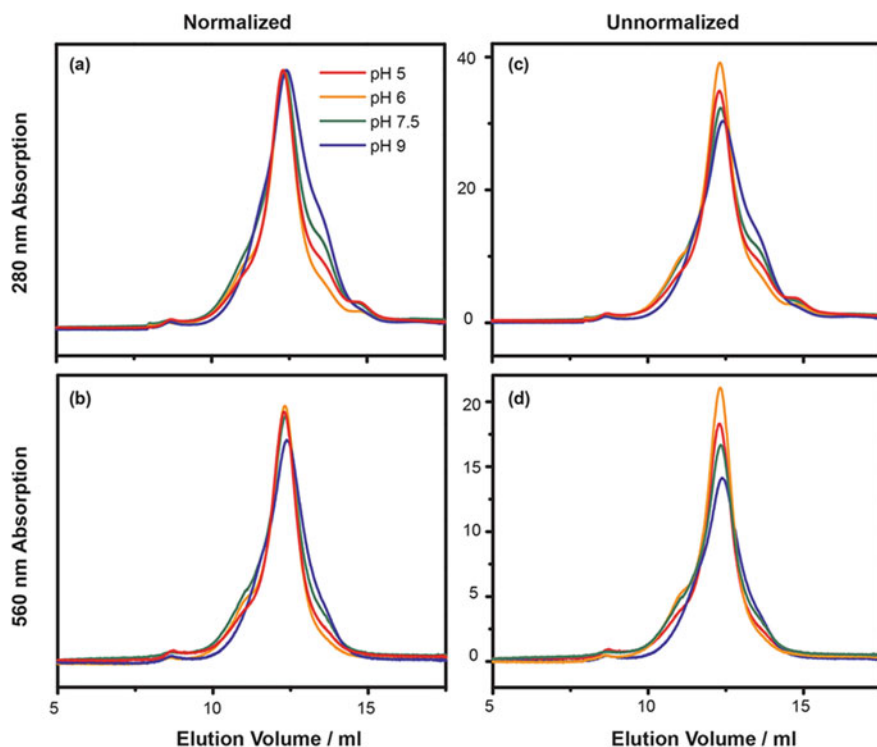 Normalized
Unnormalized
280 nm Absorption
(a)
pH 5
pH 6
pH 7.5
pH 9
(c)
40
20
0
560 nm Absorption
(b)
(d)
20
15
10
5
0
5
10
15
5
10
15
Elution Volume / ml
Elution Volume / ml